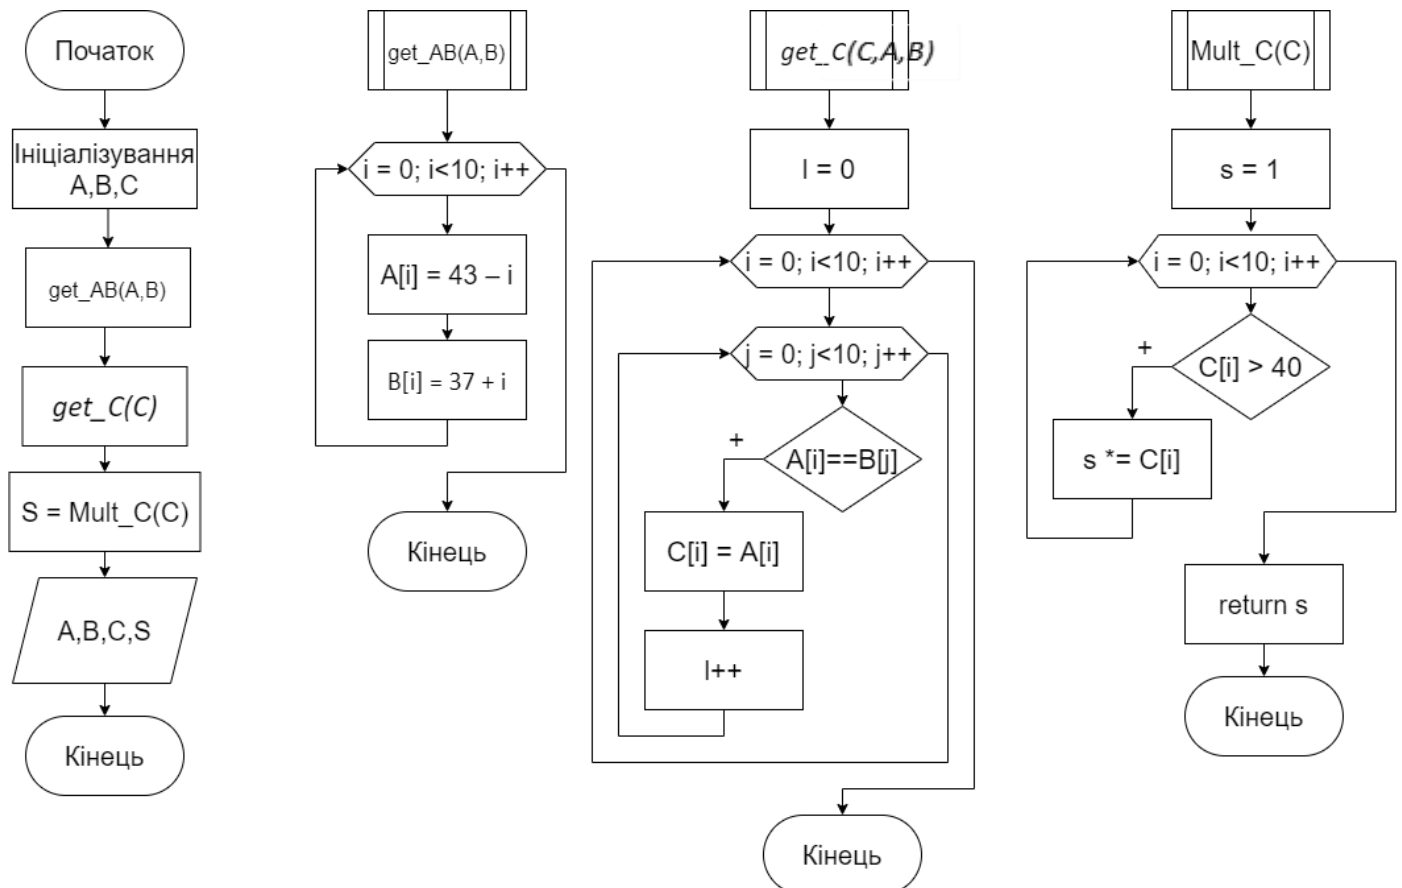 Початок
Ініціалізування
A,B,C
get_AB(A,B)
get_C(C)
S = Mult_C(C)
A,B,C,S
Кінець
get_AB(A,B)
i = 0; i<10; i++
A[i] = 43 – i
B[i] = 37 + i
Кінець
get_C(C,A,B)
l = 0
i = 0; i<10; i++
j = 0; j<10; j++
A[i]==B[j]
+
C[i] = A[i]
l++
Кінець
Mult_C(C)
s = 1
i = 0; i<10; i++
C[i] > 40
+
s *= C[i]
return s
Кінець